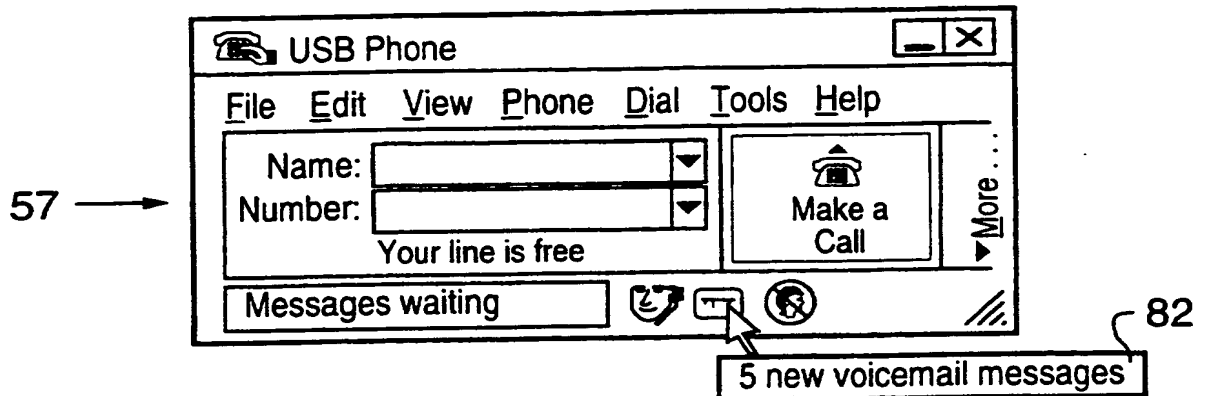 USB Phone
File Edit View Phone Dial Tools Help
Name:
Number:
Your line is free
Make a
Call
More...
57
Messages waiting
82
5 new voicemail messages